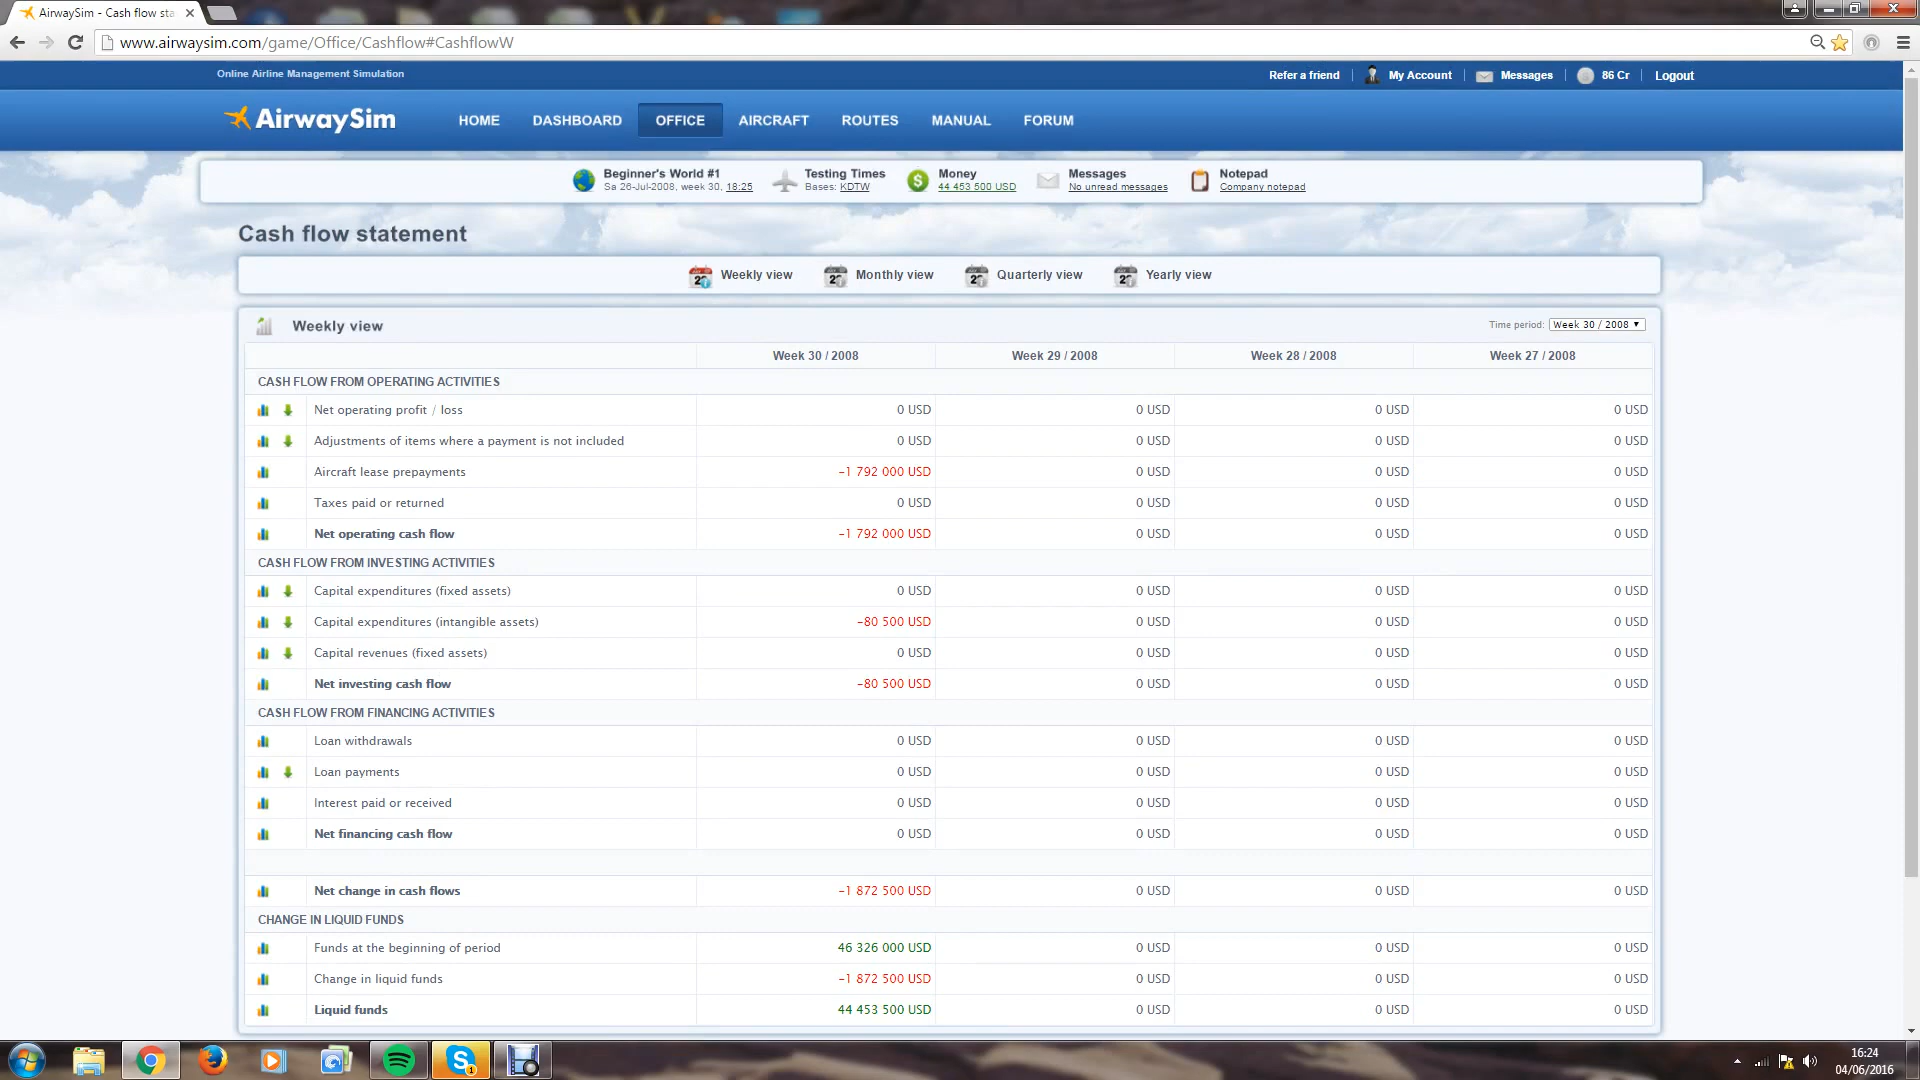 AirwaySim - Cash flow sta
www.airwaysim.com/game/Office/Cashflow#CashflowW
Online Airline Management Simulation
Refer a friend
My Account
Messages
86 Cr
Logout
AirwaySim
HOME
DASHBOARD
OFFICE
AIRCRAFT
ROUTES
MANUAL
FORUM
Beginner's World #1
Sa 26-Jul-2008, week 30, 18:25
Testing Times
Bases: KDTW
Money
44 453 500 USD
Messages
No unread messages
Notepad
Company notepad
Cash flow statement
Weekly view
Monthly view
Quarterly view
Yearly view
Weekly view
Time period: Week 30 / 2008
Week 30 / 2008 Week 29 / 2008 Week 28 / 2008 Week 27 / 2008
CASH FLOW FROM OPERATING ACTIVITIES
Net operating profit / loss 0 USD 0 USD 0 USD 0 USD
Adjustments of items where a payment is not included 0 USD 0 USD 0 USD 0 USD
Aircraft lease prepayments -1 792 000 USD 0 USD 0 USD 0 USD
Taxes paid or returned 0 USD 0 USD 0 USD 0 USD
Net operating cash flow -1 792 000 USD 0 USD 0 USD 0 USD
CASH FLOW FROM INVESTING ACTIVITIES
Capital expenditures (fixed assets) 0 USD 0 USD 0 USD 0 USD
Capital expenditures (intangible assets) -80 500 USD 0 USD 0 USD 0 USD
Capital revenues (fixed assets) 0 USD 0 USD 0 USD 0 USD
Net investing cash flow -80 500 USD 0 USD 0 USD 0 USD
CASH FLOW FROM FINANCING ACTIVITIES
Loan withdrawals 0 USD 0 USD 0 USD 0 USD
Loan payments 0 USD 0 USD 0 USD 0 USD
Interest paid or received 0 USD 0 USD 0 USD 0 USD
Net financing cash flow 0 USD 0 USD 0 USD 0 USD
Net change in cash flows -1 872 500 USD 0 USD 0 USD 0 USD
CHANGE IN LIQUID FUNDS
Funds at the beginning of period 46 326 000 USD 0 USD 0 USD 0 USD
Change in liquid funds -1 872 500 USD 0 USD 0 USD 0 USD
Liquid funds 44 453 500 USD 0 USD 0 USD 0 USD
16:24
04/06/2016